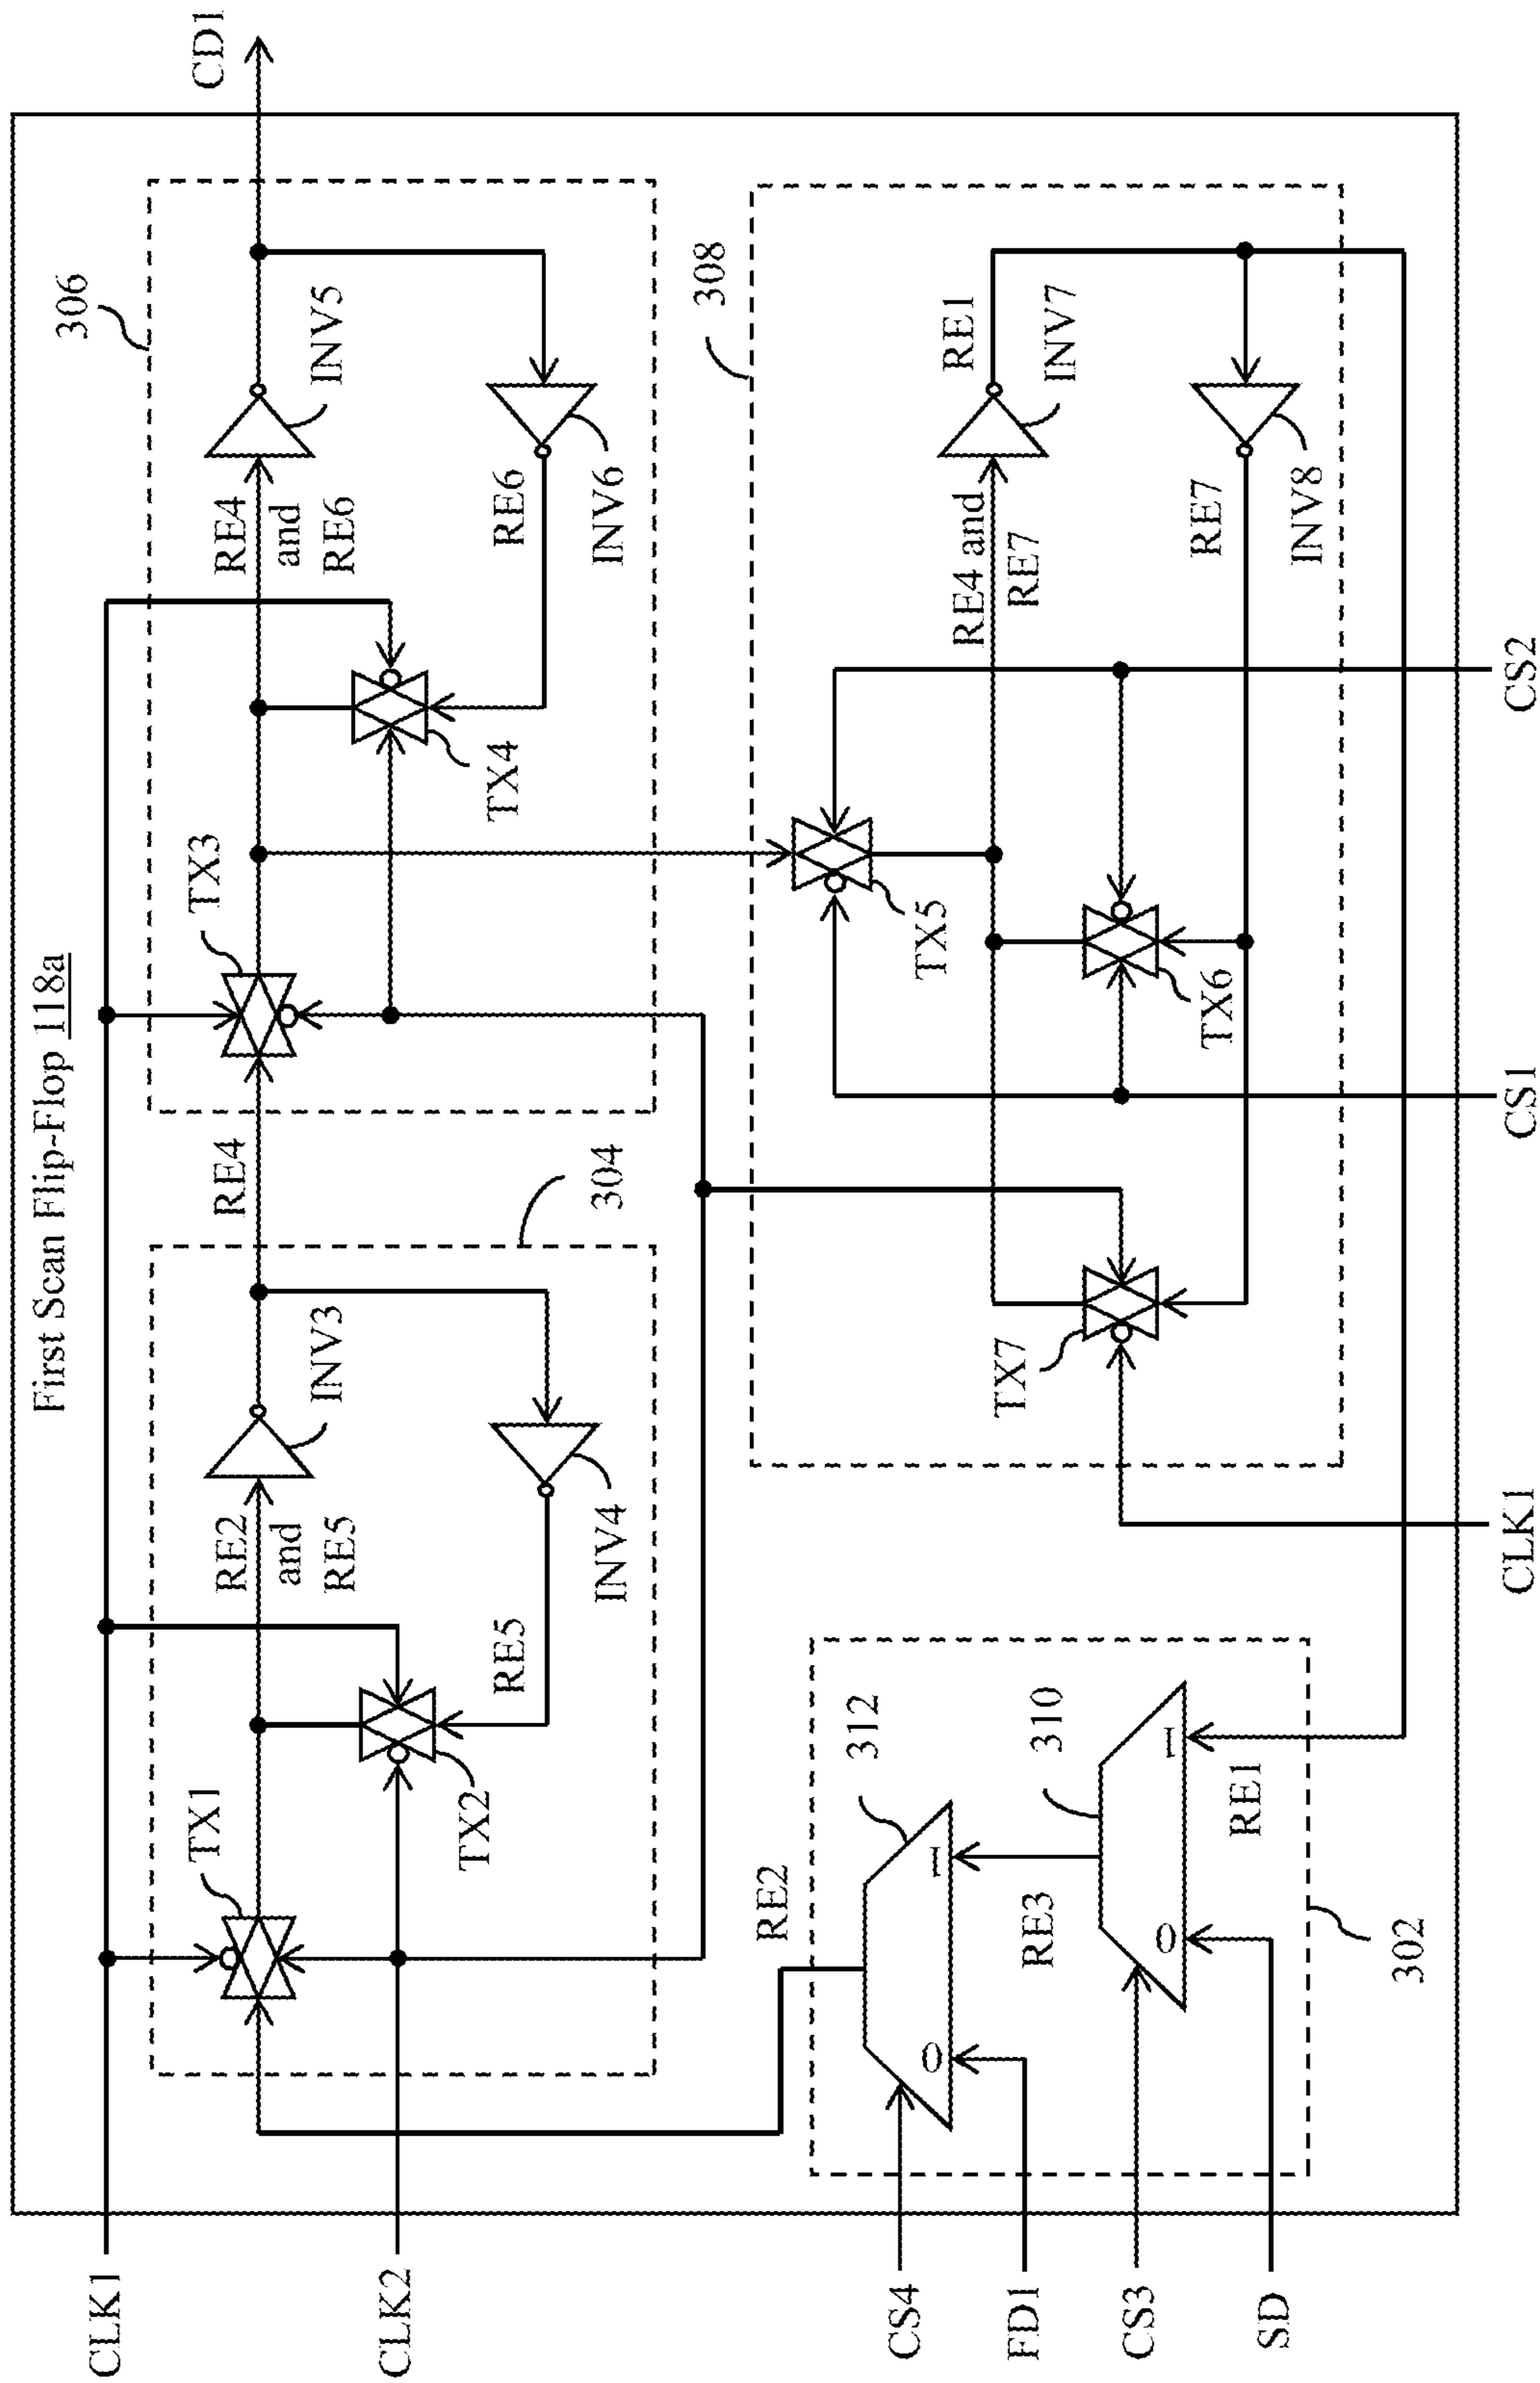 First Scan Flip-Flop 118a
CLK1
CLK2
CD1
306
TX1
RE2
and
RE5
INV3
TX2
RE5
INV4
304
RE4
TX3
RE4
and
RE6
INV5
TX4
RE6
INV6
308
RE2
312
CS4
0
1
FD1
RE3
310
CS3
0
1
SD
RE1
302
TX5
RE4 and
RE7
RE1
INV7
TX7
TX6
RE7
INV8
CLK1
CS1
CS2